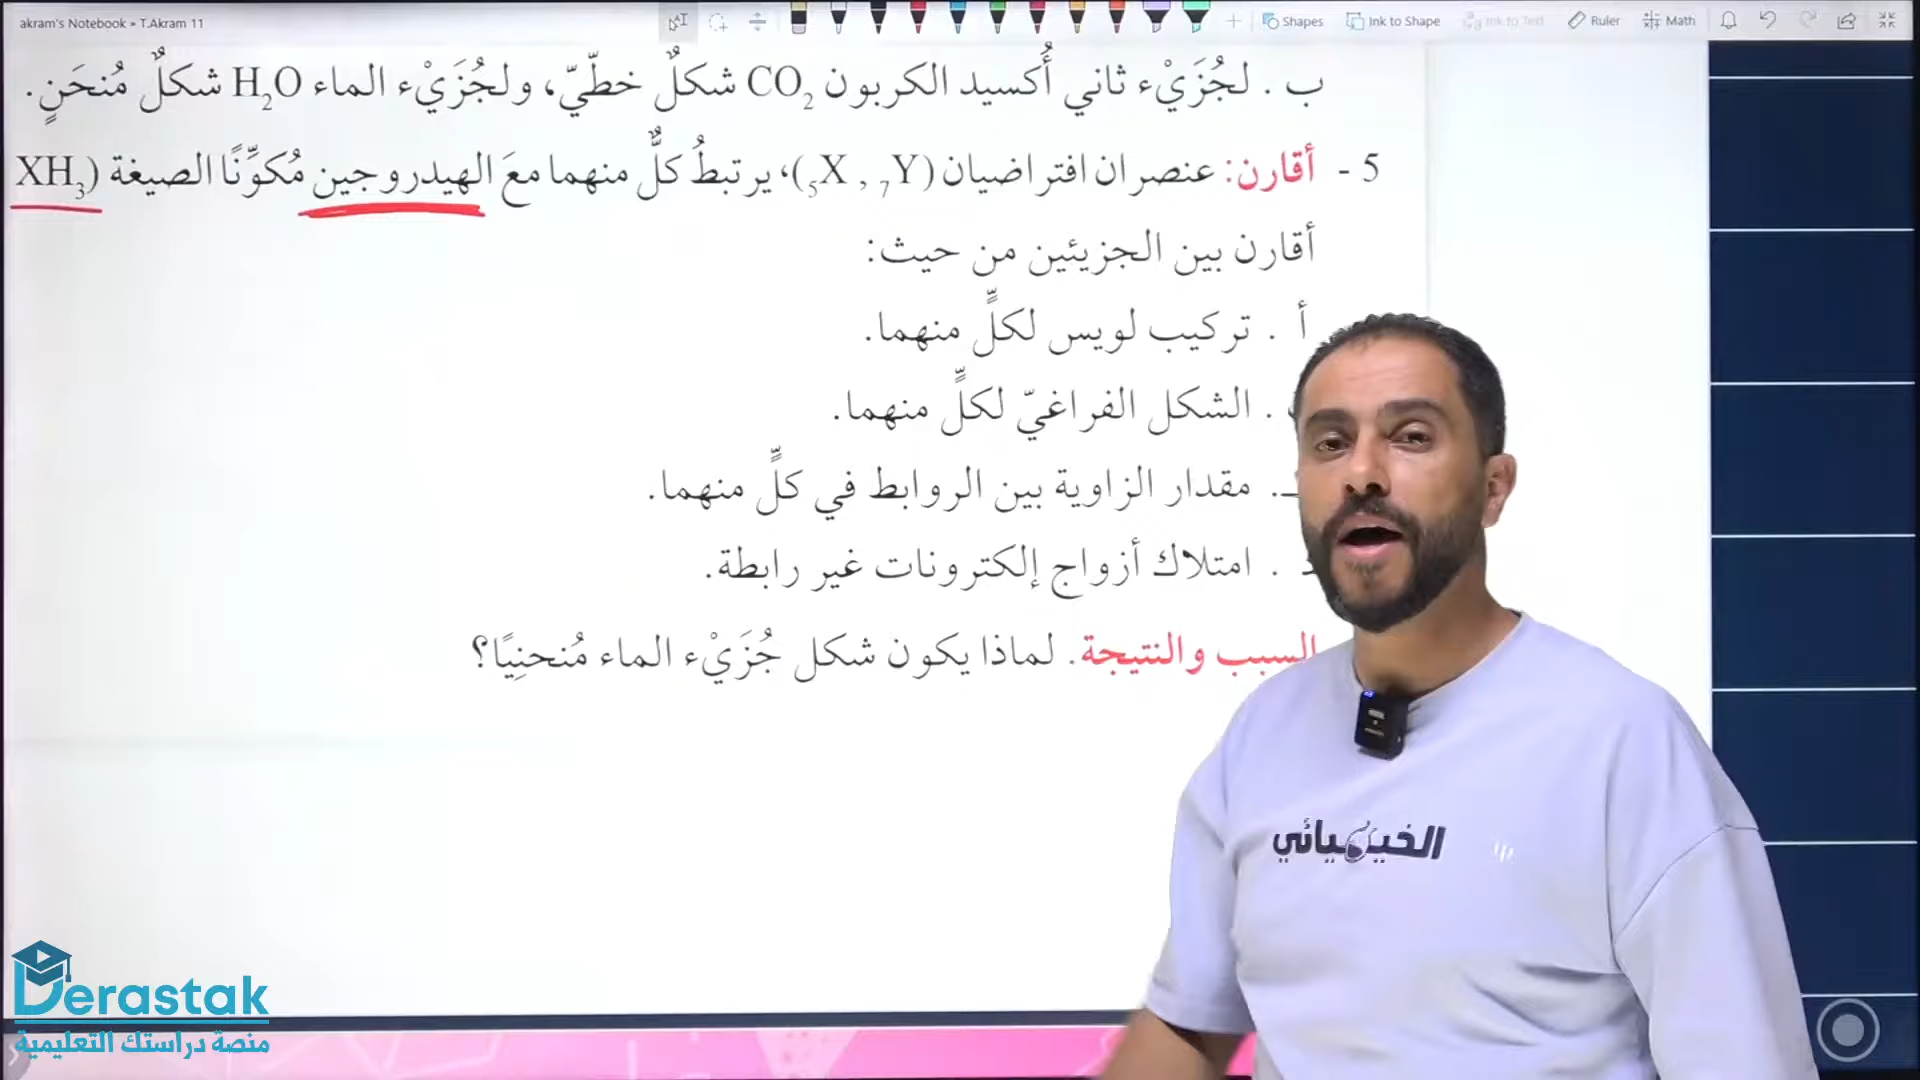 akram's Notebook » T.Akram 11
Shapes Ink to Shape Ink to Text Ruler Math
ب . لجُزَيْء ثاني أُكسيد الكربون CO₂ شكلٌ خطّيّ، ولجُزَيْء الماء H₂O شكلٌ مُنحَنٍ.
5 - أقارن: عنصران افتراضيان (₅X , ₇Y)، يرتبطُ كلٌّ منهما معَ الهيدروجين مُكوِّنًا الصيغة (XH₃
أقارن بين الجزيئين من حيث:
أ . تركيب لويس لكلٍّ منهما.
. الشكل الفراغيّ لكلٍّ منهما.
. مقدار الزاوية بين الروابط في كلٍّ منهما.
د . امتلاك أزواج إلكترونات غير رابطة.
السبب والنتيجة. لماذا يكون شكل جُزَيْء الماء مُنحنِيًا؟
الخيميائي
Derastak
منصة دراستك التعليمية